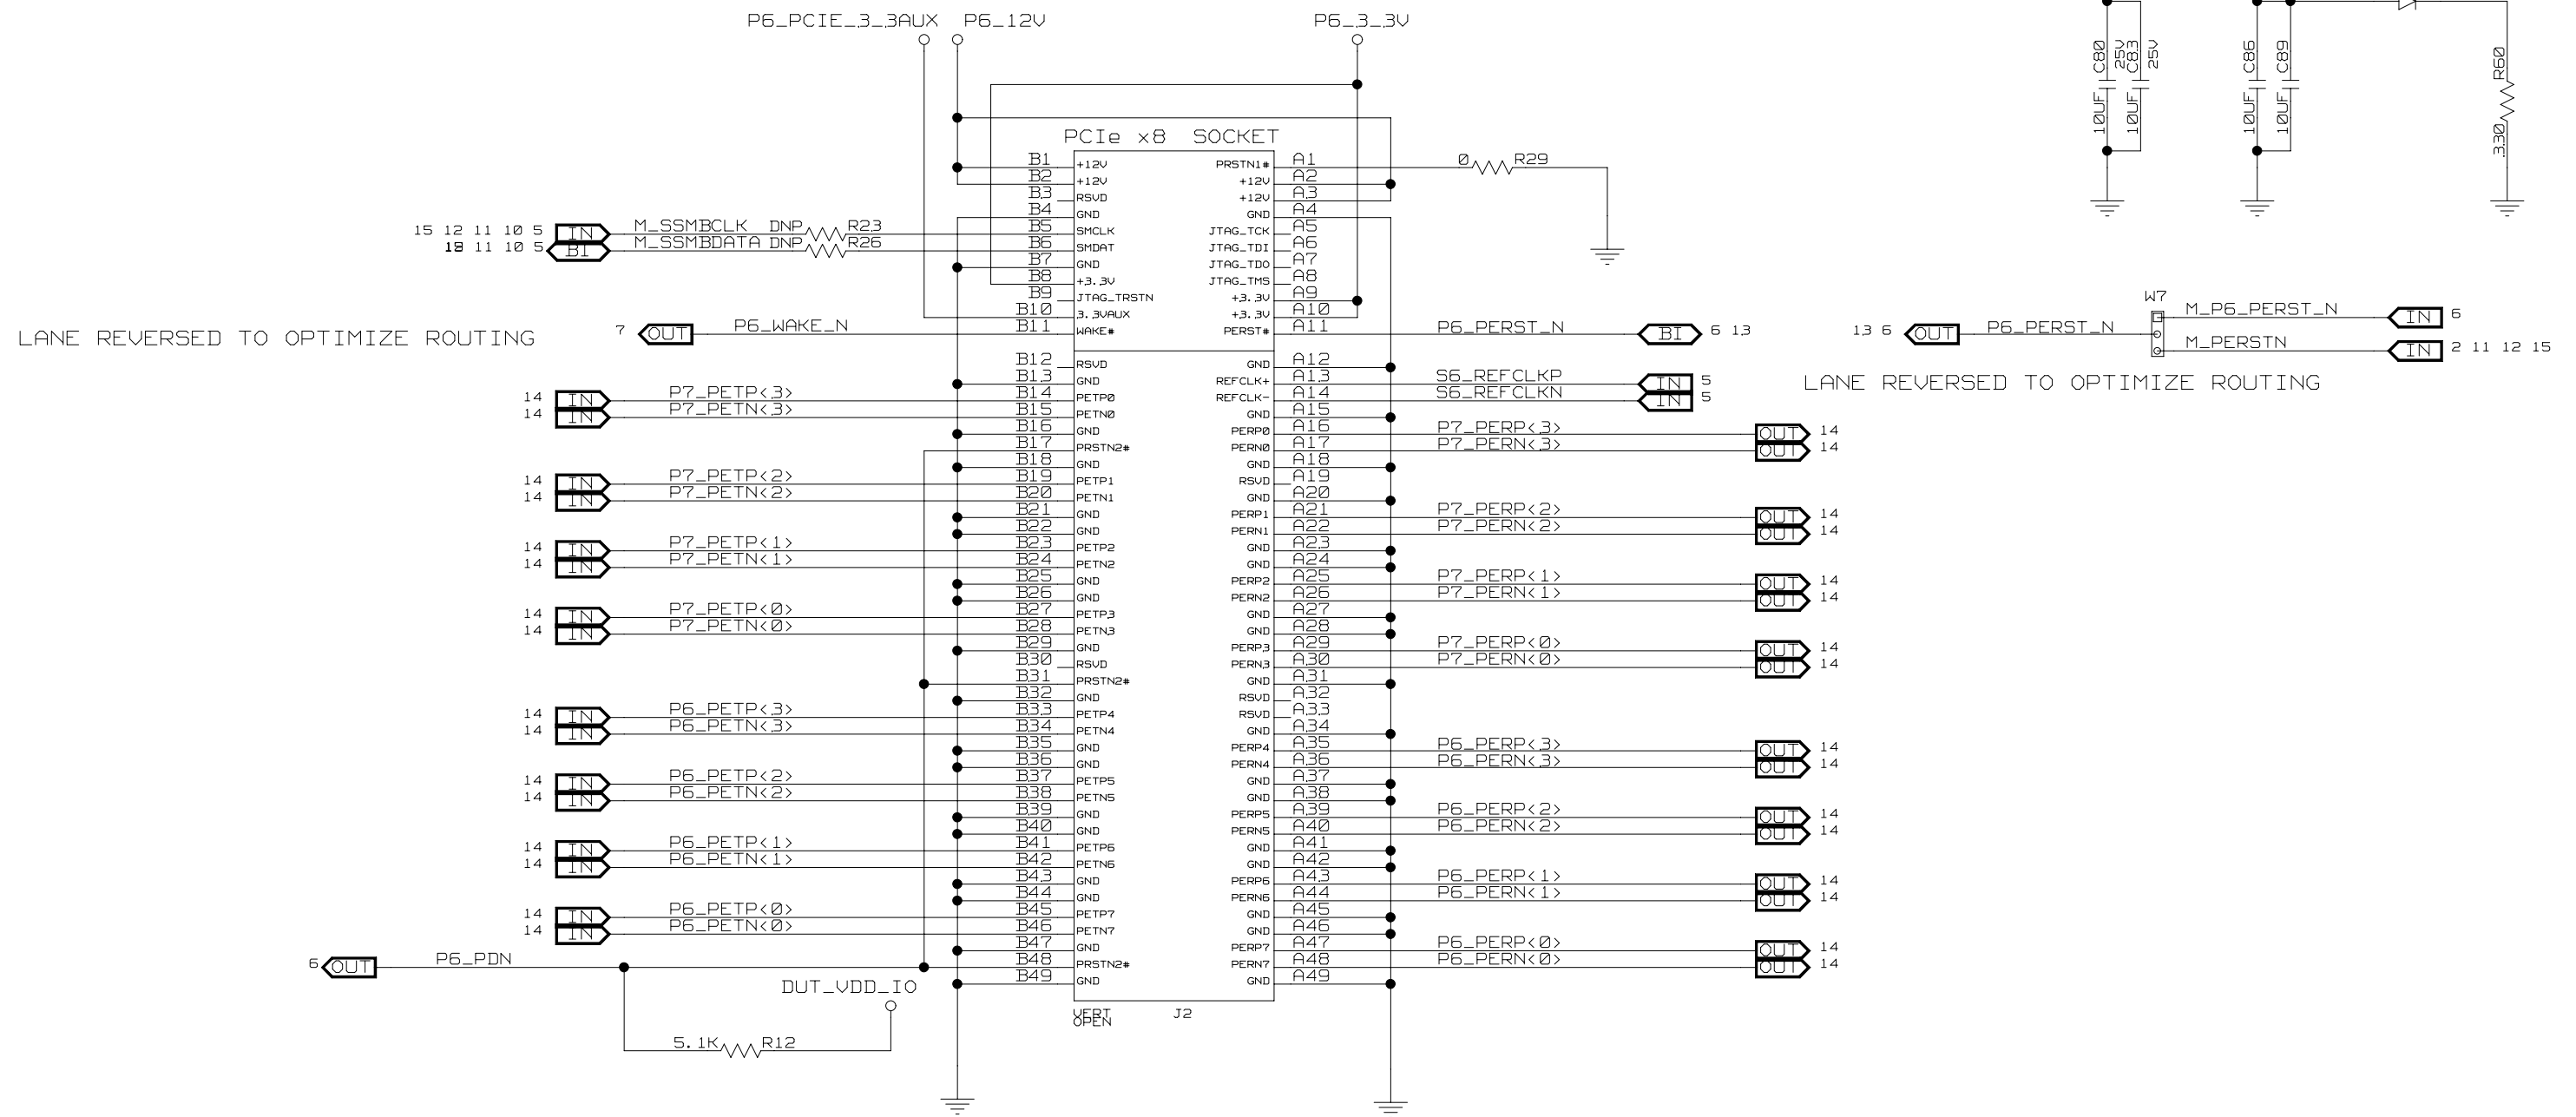 P6_PCIE_3_3AUX P6_12V P6_3_3V
C80 25V C83 25V C86 C89 R60
10UF 10UF 10UF 10UF 330
PCIe x8 SOCKET
B1 +12V PRSTN1# A1 0 R29
B2 +12V +12V A2
B3 RSVD +12V A3
B4 GND GND A4
15 12 11 10 5 IN M_SSMBCLK DNP R23 B5 SMCLK JTAG_TCK A5
11 10 5 BI M_SSMBDATA DNP R26 B6 SMDAT JTAG_TDI A6
B7 GND JTAG_TDO A7
B8 +3.3V JTAG_TMS A8
B9 JTAG_TRSTN +3.3V A9
B10 3.3VAUX +3.3V A10
LANE REVERSED TO OPTIMIZE ROUTING 7 OUT P6_WAKE_N B11 WAKE# PERST# A11 P6_PERST_N BI 6 13
W7
M_P6_PERST_N IN 6
13 6 OUT P6_PERST_N
M_PERSTN IN 2 11 12 15
LANE REVERSED TO OPTIMIZE ROUTING
B12 RSVD GND A12
B13 GND REFCLK+ A13 S6_REFCLKP IN 5
14 IN P7_PETP<3> B14 PETP0 REFCLK- A14 S6_REFCLKN IN 5
14 IN P7_PETN<3> B15 PETN0 GND A15
B16 GND PERP0 A16 P7_PERP<3> OUT 14
B17 PRSTN2# PERN0 A17 P7_PERN<3> OUT 14
B18 GND GND A18
14 IN P7_PETP<2> B19 PETP1 RSVD A19
14 IN P7_PETN<2> B20 PETN1 GND A20
B21 GND PERP1 A21 P7_PERP<2> OUT 14
B22 GND PERN1 A22 P7_PERN<2> OUT 14
14 IN P7_PETP<1> B23 PETP2 GND A23
14 IN P7_PETN<1> B24 PETN2 GND A24
B25 GND PERP2 A25 P7_PERP<1> OUT 14
B26 GND PERN2 A26 P7_PERN<1> OUT 14
14 IN P7_PETP<0> B27 PETP3 GND A27
14 IN P7_PETN<0> B28 PETN3 GND A28
B29 GND PERP3 A29 P7_PERP<0> OUT 14
B30 RSVD PERN3 A30 P7_PERN<0> OUT 14
B31 PRSTN2# GND A31
B32 GND RSVD A32
14 IN P6_PETP<3> B33 PETP4 RSVD A33
14 IN P6_PETN<3> B34 PETN4 GND A34
B35 GND PERP4 A35 P6_PERP<3> OUT 14
B36 GND PERN4 A36 P6_PERN<3> OUT 14
14 IN P6_PETP<2> B37 PETP5 GND A37
14 IN P6_PETN<2> B38 PETN5 GND A38
B39 GND PERP5 A39 P6_PERP<2> OUT 14
B40 GND PERN5 A40 P6_PERN<2> OUT 14
14 IN P6_PETP<1> B41 PETP6 GND A41
14 IN P6_PETN<1> B42 PETN6 GND A42
B43 GND PERP6 A43 P6_PERP<1> OUT 14
B44 GND PERN6 A44 P6_PERN<1> OUT 14
14 IN P6_PETP<0> B45 PETP7 GND A45
14 IN P6_PETN<0> B46 PETN7 GND A46
B47 GND PERP7 A47 P6_PERP<0> OUT 14
6 OUT P6_PDN B48 PRSTN2# PERN7 A48 P6_PERN<0> OUT 14
B49 GND GND A49
DUT_VDD_IO
VERT J2
OPEN
5.1K R12